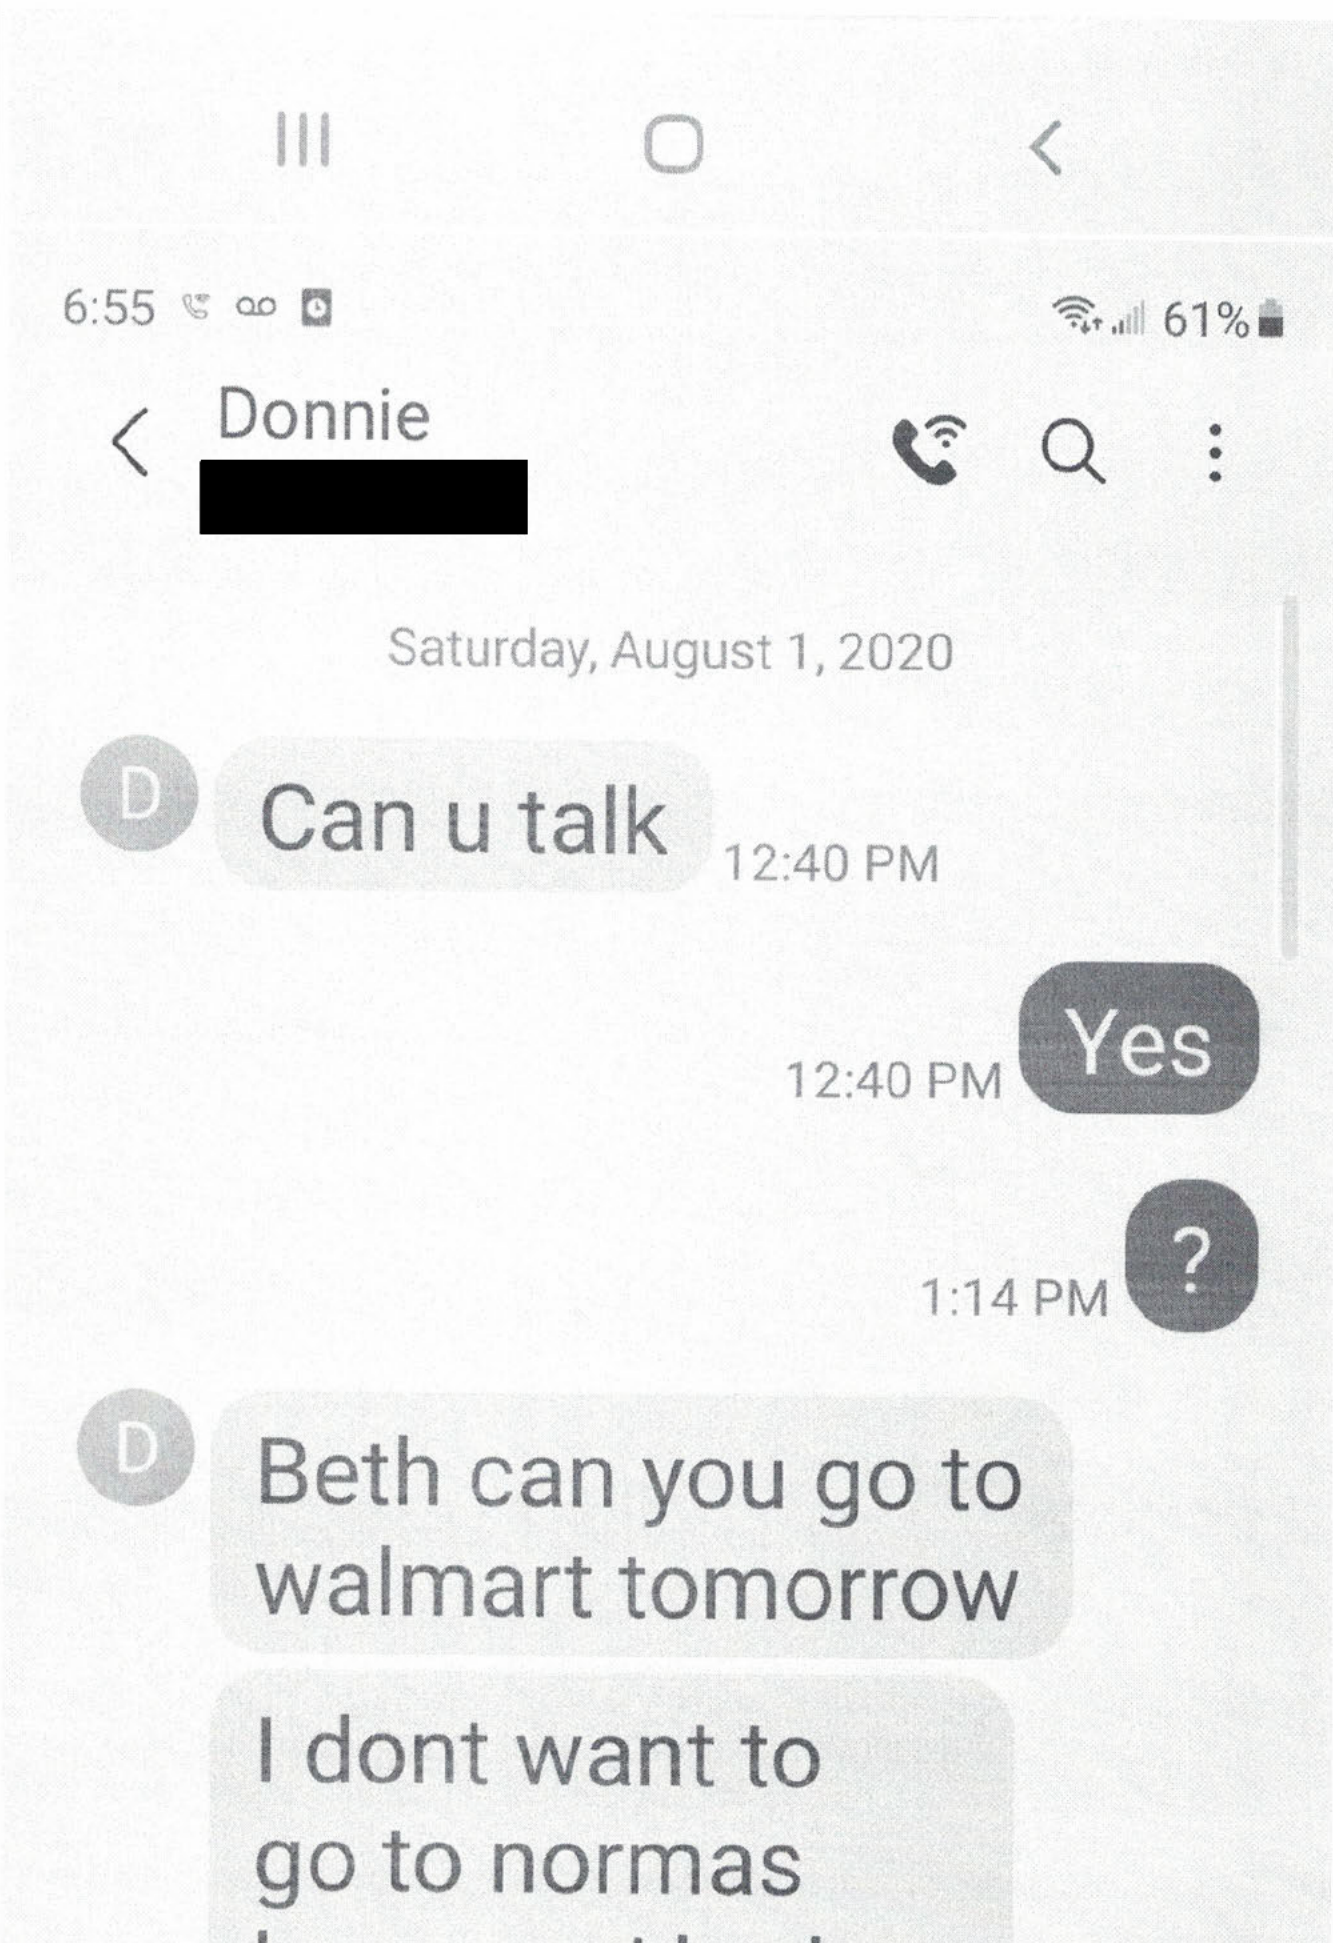 6:55 61%
Donnie
Saturday, August 1, 2020
D
Can u talk
12:40 PM
Yes
12:40 PM
?
1:14 PM
D
Beth can you go to
walmart tomorrow
I dont want to
go to normas